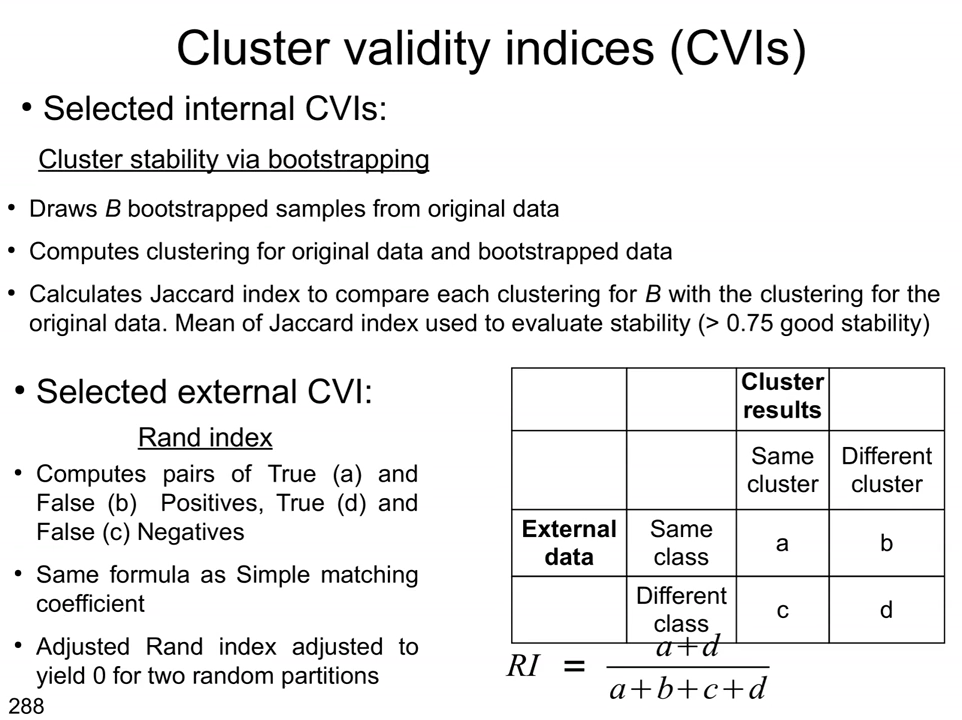 Cluster validity indices (CVIs)
• Selected internal CVIs:
Cluster stability via bootstrapping
• Draws B bootstrapped samples from original data
• Computes clustering for original data and bootstrapped data
• Calculates Jaccard index to compare each clustering for B with the clustering for the
original data. Mean of Jaccard index used to evaluate stability (> 0.75 good stability)
• Selected external CVI:
Rand index
• Computes pairs of True (a) and
False (b) Positives, True (d) and
False (c) Negatives
• Same formula as Simple matching
coefficient
• Adjusted Rand index adjusted to
yield 0 for two random partitions
Cluster
results
Same
cluster
Different
cluster
External
data
Same
class
a
b
Different
class
c
d
RI = a+d
a+b+c+d
288